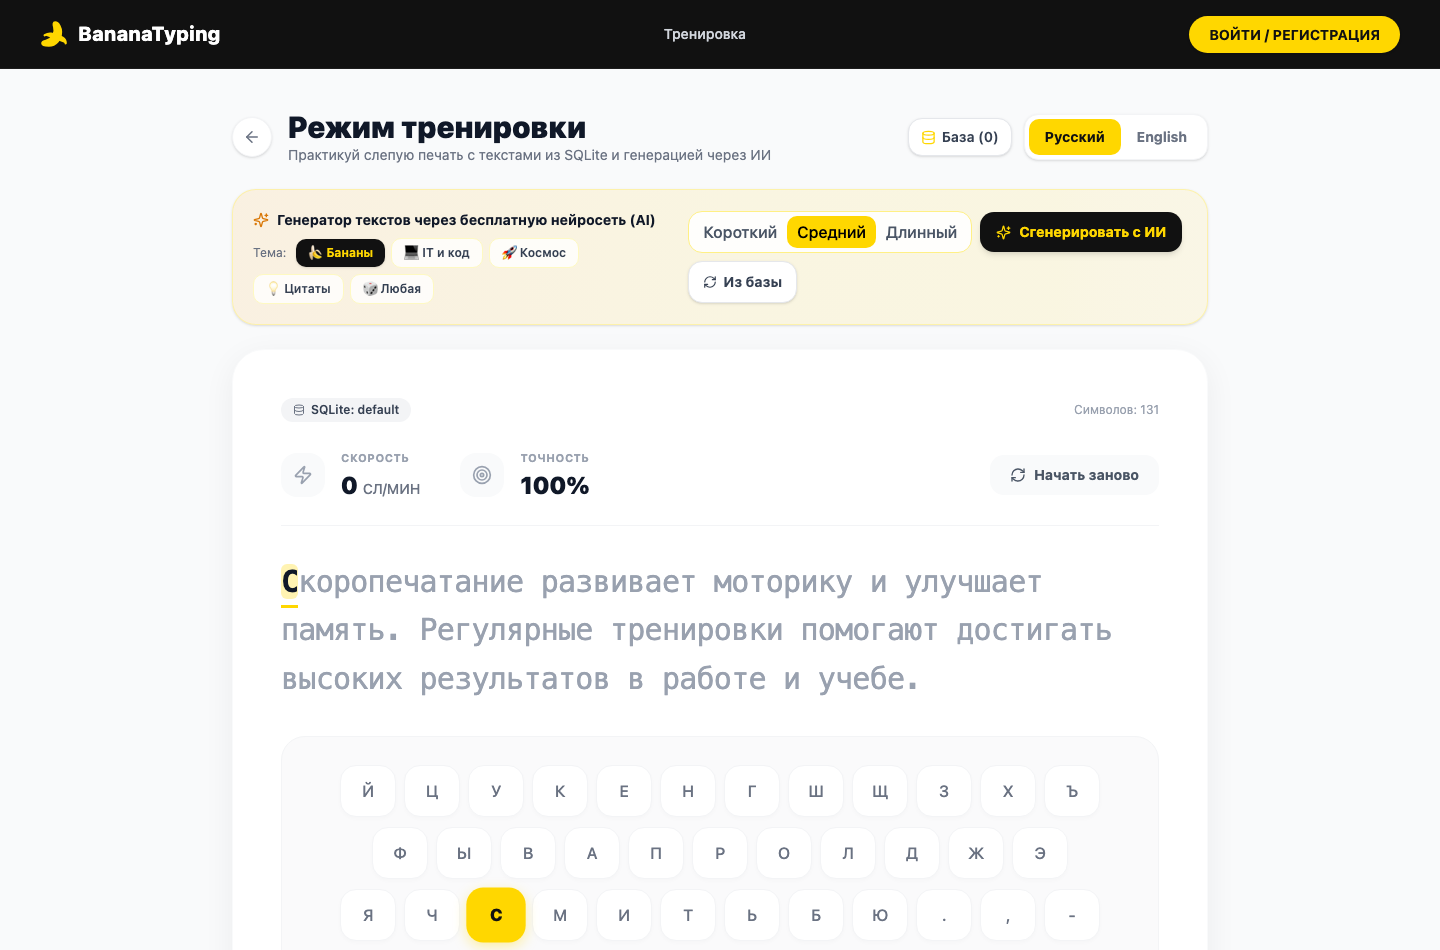 BananaTyping
Тренировка
ВОЙТИ / РЕГИСТРАЦИЯ
Режим тренировки
Практикуй слепую печать с текстами из SQLite и генерацией через ИИ
База (0)
Русский
English
Генератор текстов через бесплатную нейросеть (AI)
Тема:
Бананы
IT и код
Космос
Цитаты
Любая
Короткий
Средний
Длинный
Сгенерировать с ИИ
Из базы
SQLite: default
Символов: 131
СКОРОСТЬ
0 СЛ/МИН
ТОЧНОСТЬ
100%
Начать заново
Скоропечатание развивает моторику и улучшает
память. Регулярные тренировки помогают достигать
высоких результатов в работе и учебе.
Й Ц У К Е Н Г Ш Щ З Х Ъ
Ф Ы В А П Р О Л Д Ж Э
Я Ч С М И Т Ь Б Ю . , -